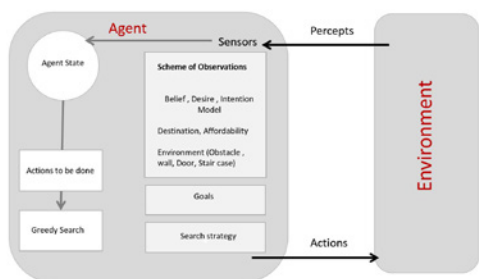 Agent
Sensors
Percepts
Agent State
Scheme of Observations
Belief , Desire , Intention
Model
Destination, Affordability
Environment (Obstacle ,
wall, Door, Stair case)
Actions to be done
Goals
Greedy Search
Search strategy
Actions
Environment